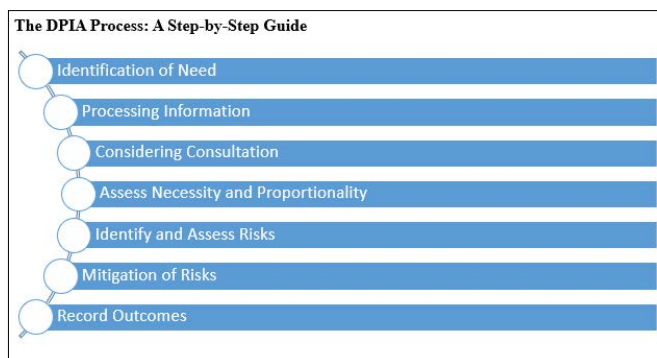 The DPIA Process: A Step-by-Step Guide
Identification of Need
Processing Information
Considering Consultation
Assess Necessity and Proportionality
Identify and Assess Risks
Mitigation of Risks
Record Outcomes